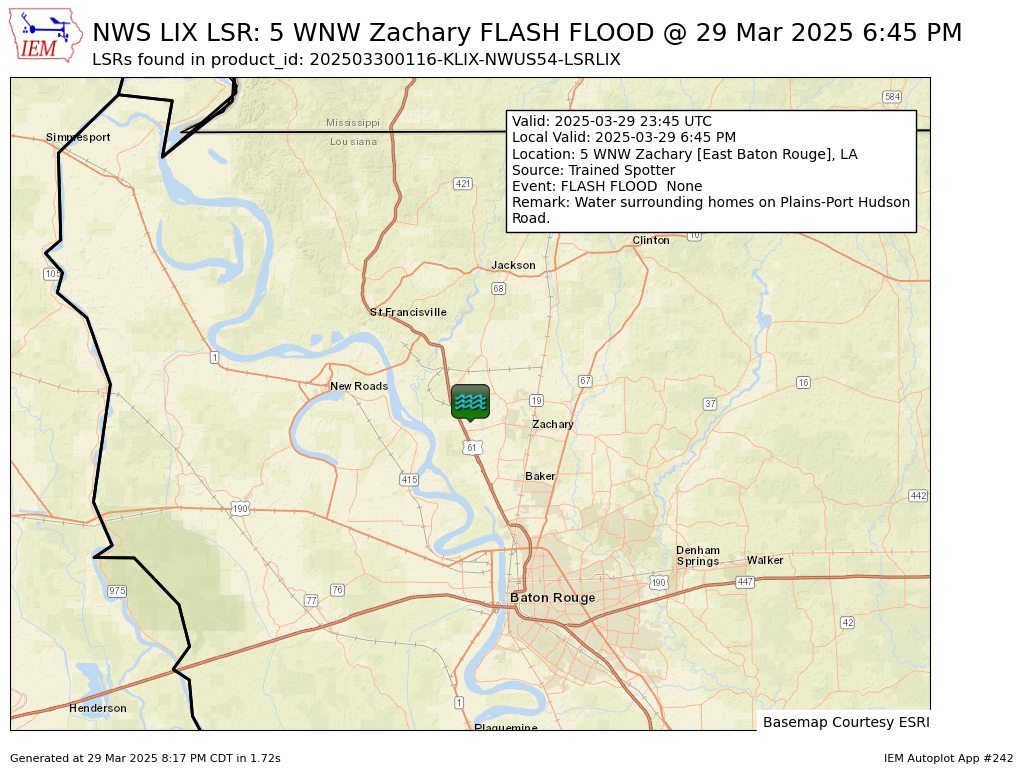 IEM
NWS LIX LSR: 5 WNW Zachary FLASH FLOOD @ 29 Mar 2025 6:45 PM
LSRs found in product_id: 202503300116-KLIX-NWUS54-LSRLIX
584
Valid: 2025-03-29 23:45 UTC
Local Valid: 2025-03-29 6:45 PM
Location: 5 WNW Zachary [East Baton Rouge], LA
Source: Trained Spotter
Event: FLASH FLOOD  None
Remark: Water surrounding homes on Plains-Port Hudson
Road.
Mississippi
Louisiana
Simmesport
421
Clinton
10
Jackson
105
68
St Francisville
1
New Roads
67
16
19
37
Zachary
61
Baker
415
442
190
Denham
Springs
Walker
190
447
975
76
77
Baton Rouge
42
1
Henderson
Plaquemine
Basemap Courtesy ESRI
Generated at 29 Mar 2025 8:17 PM CDT in 1.72s
IEM Autoplot App #242